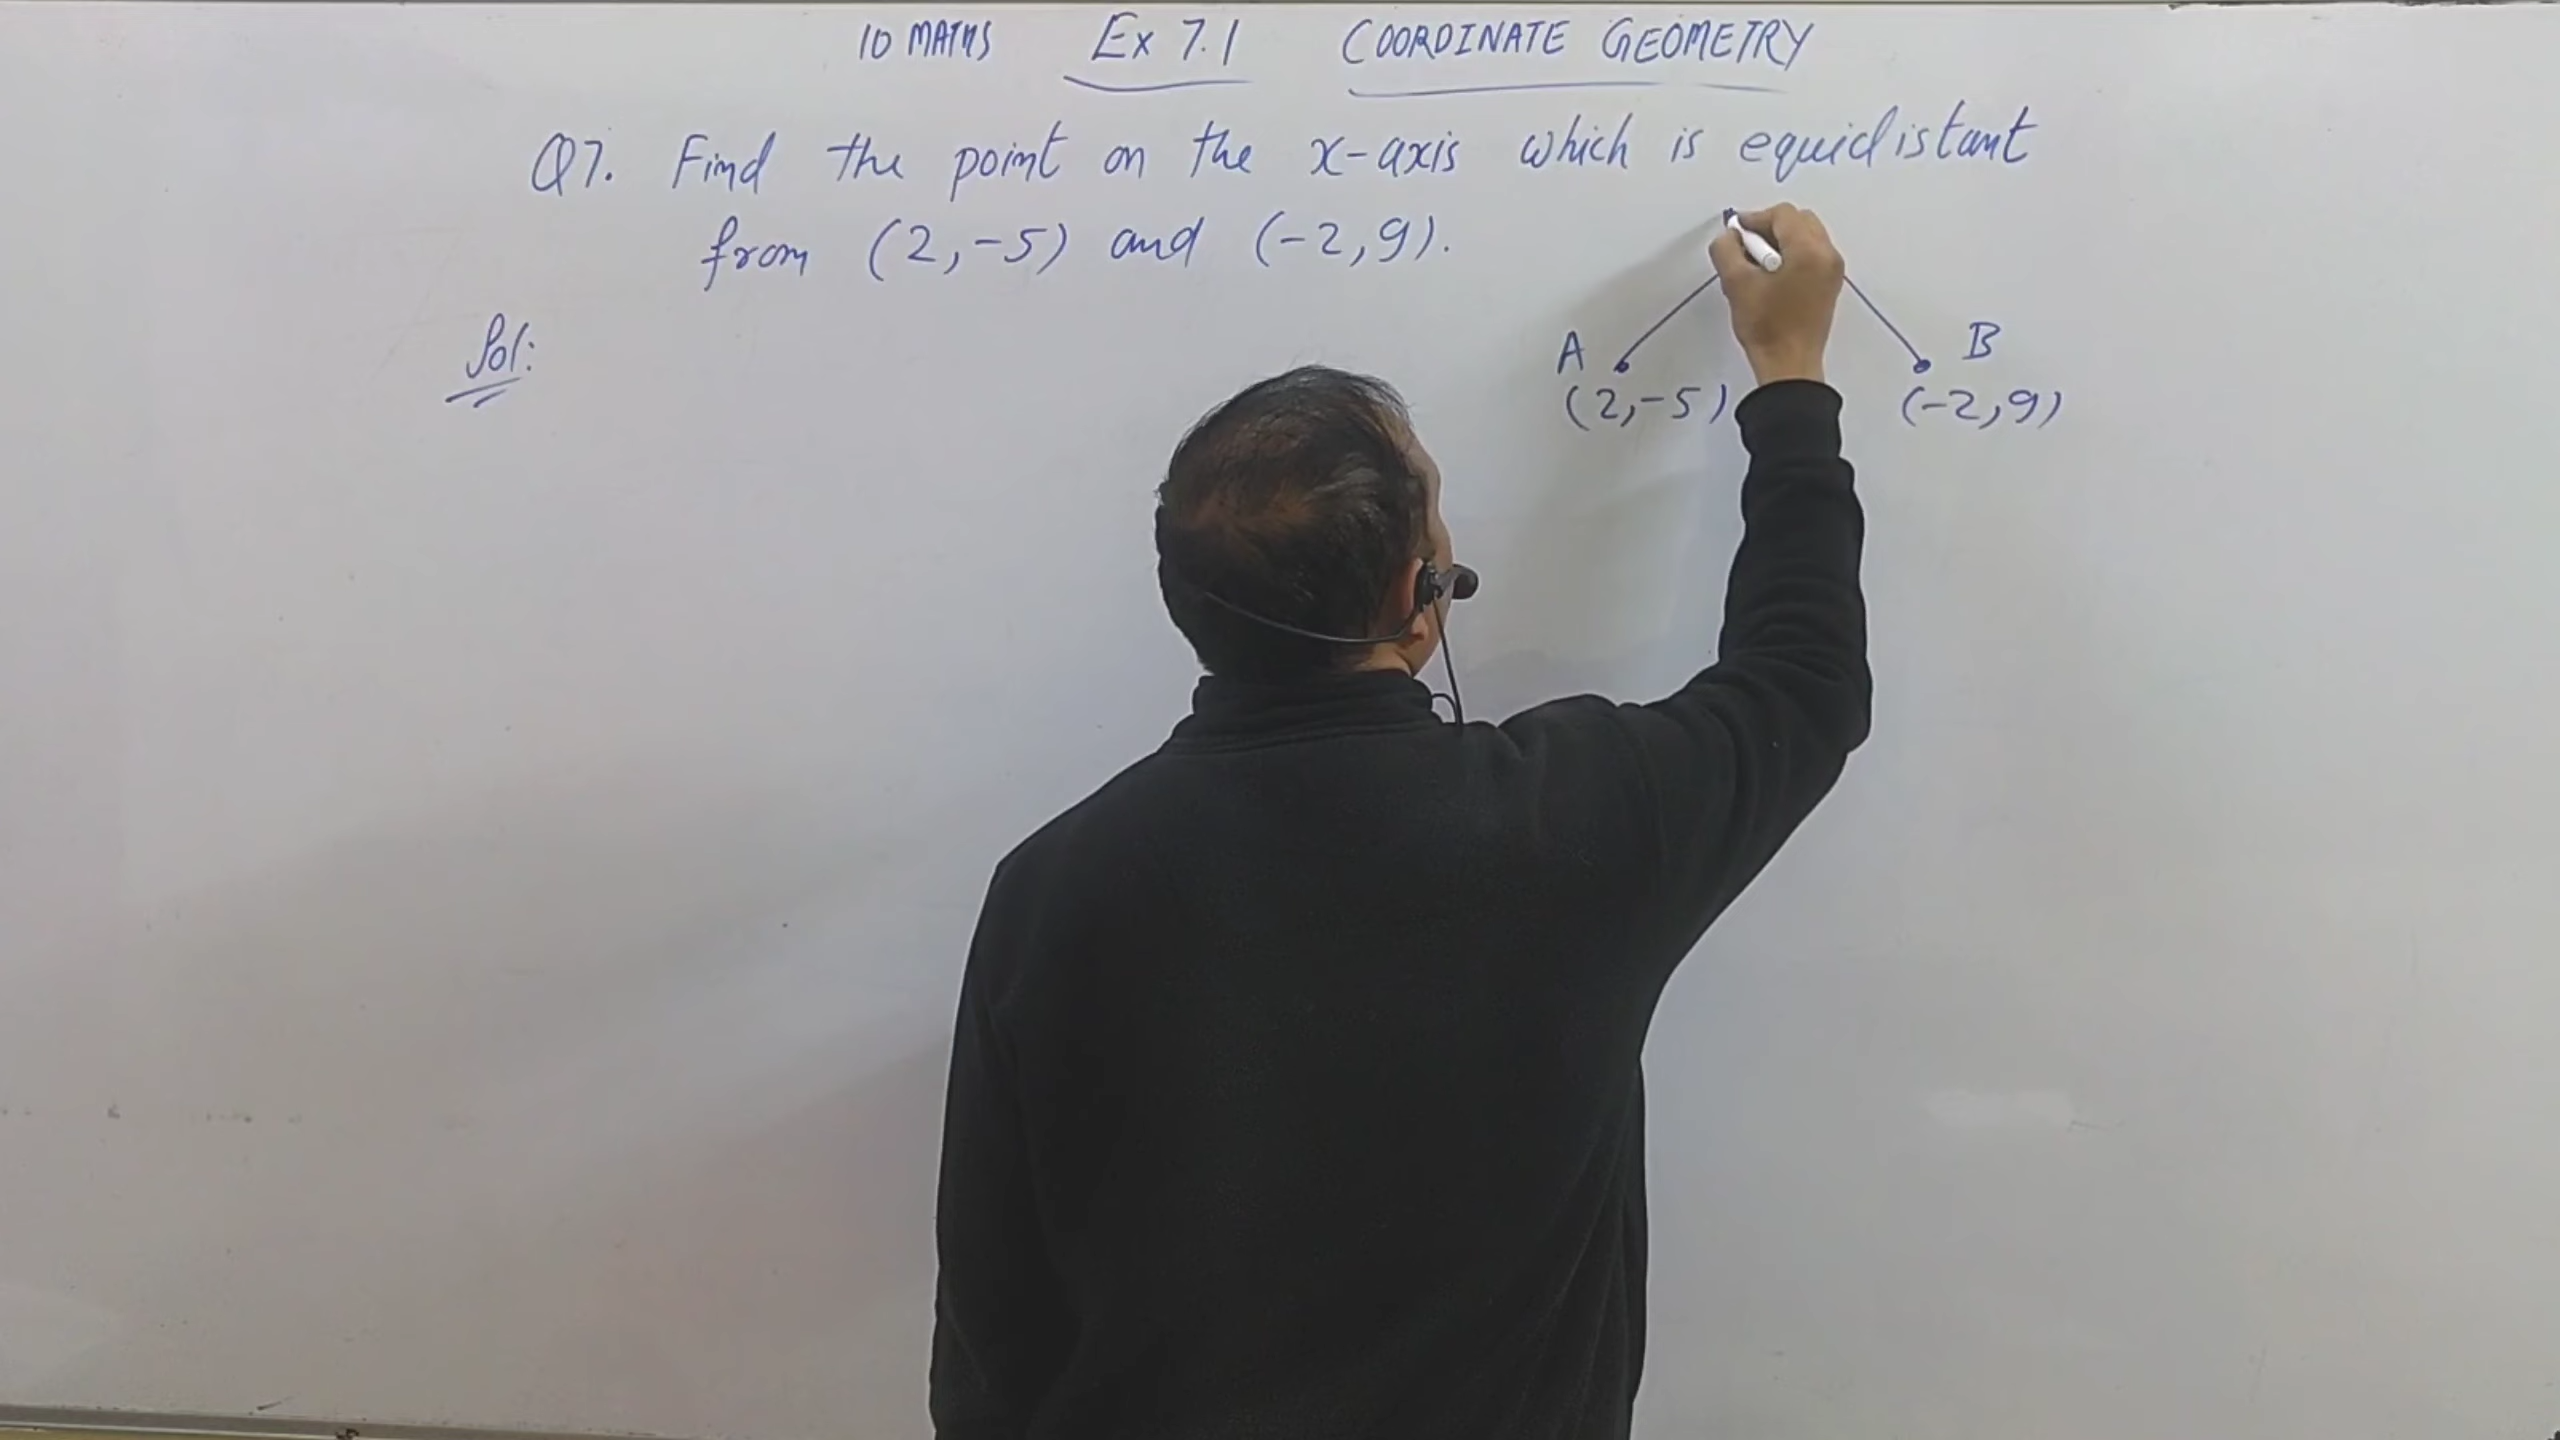 10 MATHS Ex 7.1 COORDINATE GEOMETRY
Q7. Find the point on the x-axis which is equidistant
from (2,-5) and (-2,9).
Sol:
A B
(2,-5) (-2,9)